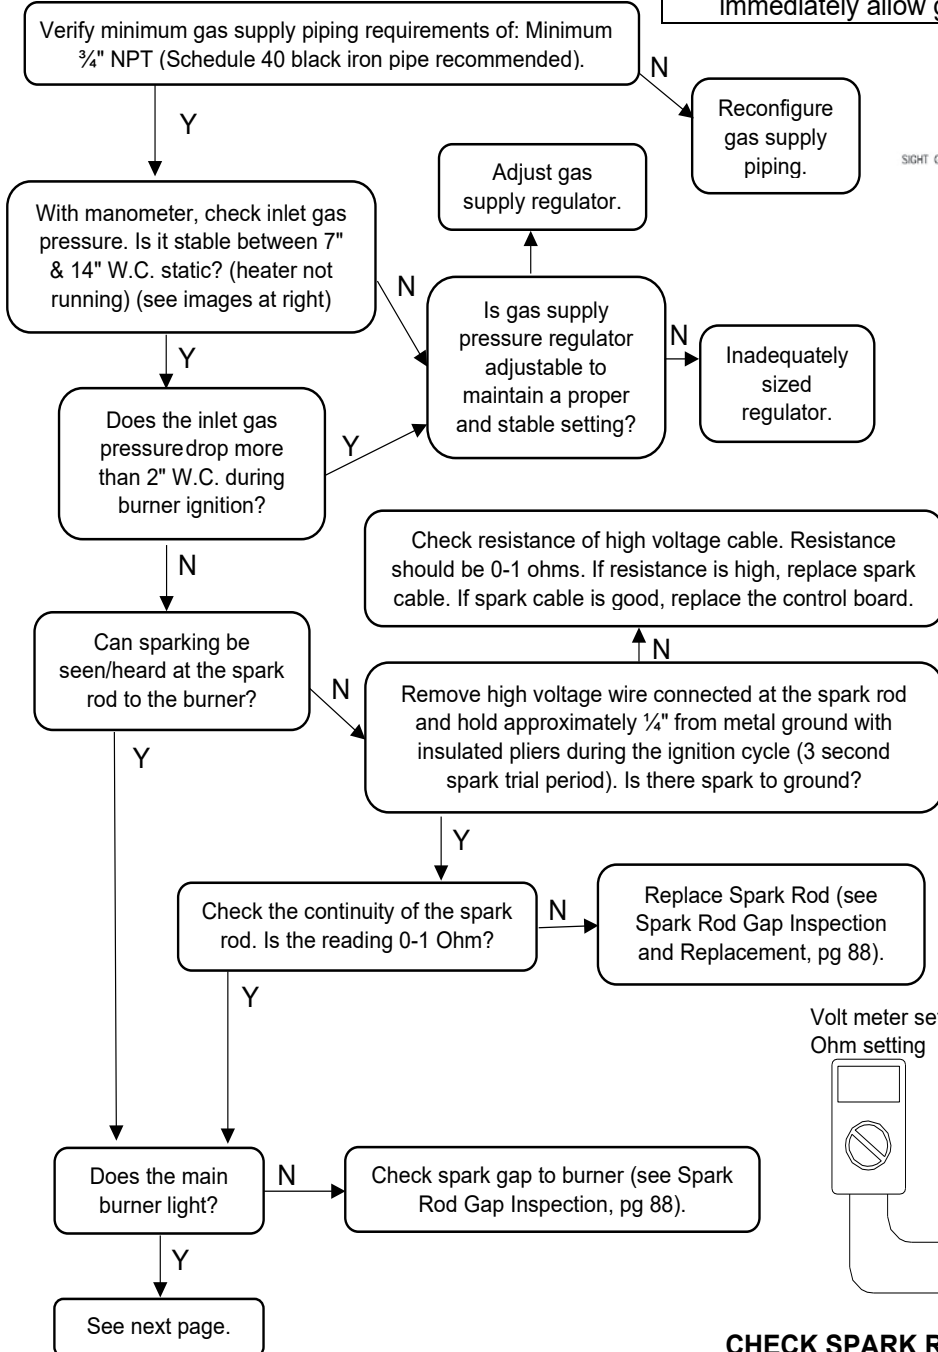 immediately allow
Verify minimum gas supply piping requirements of: Minimum
¾" NPT (Schedule 40 black iron pipe recommended).
N
Y
Reconfigure
gas supply
piping.
SIGHT
Adjust gas
supply regulator.
With manometer, check inlet gas
pressure. Is it stable between 7"
& 14" W.C. static? (heater not
running) (see images at right)
N
Is gas supply
pressure regulator
adjustable to
maintain a proper
and stable setting?
N
Inadequately
sized
regulator.
Y
Does the inlet gas
pressure drop more
than 2" W.C. during
burner ignition?
Y
N
Check resistance of high voltage cable. Resistance
should be 0-1 ohms. If resistance is high, replace spark
cable. If spark cable is good, replace the control board.
Can sparking be
seen/heard at the spark
rod to the burner?
N
N
Remove high voltage wire connected at the spark rod
and hold approximately ¼" from metal ground with
insulated pliers during the ignition cycle (3 second
spark trial period). Is there spark to ground?
Y
Y
Check the continuity of the spark
rod. Is the reading 0-1 Ohm?
N
Replace Spark Rod (see
Spark Rod Gap Inspection
and Replacement, pg 88).
Y
Volt meter
Ohm setting
Does the main
burner light?
N
Check spark gap to burner (see Spark
Rod Gap Inspection, pg 88).
Y
See next page.
CHECK SPARK